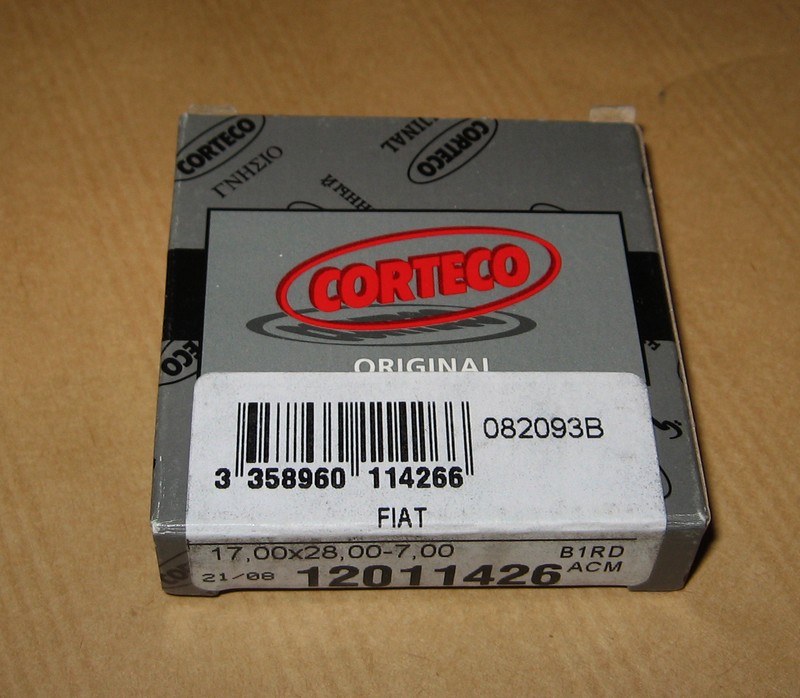 CORTECO
ΓΝΗΣΙΟ
CORTECO
CORTECO
ORIGINAL
082093B
3 358960 114266
FIAT
17,00x28,00-7,00 B1RD
21/08 12011426 ACM